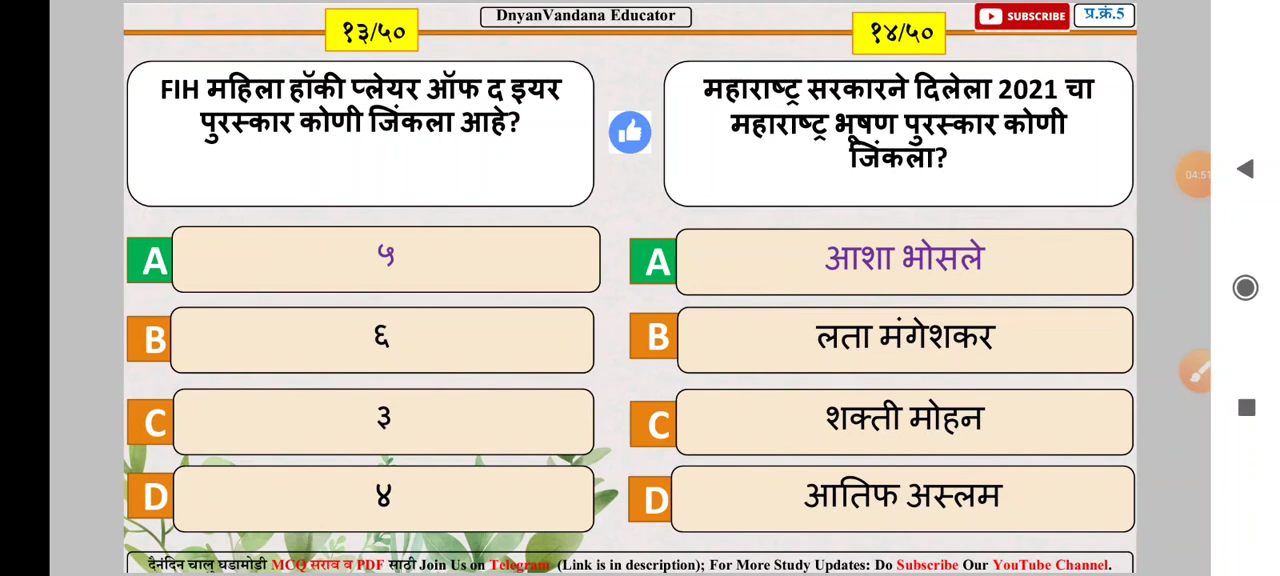 DnyanVandana Educator
SUBSCRIBE
प्र.क्रं.5
१३/५०
१४/५०
FIH महिला हॉकी प्लेयर ऑफ द इयर
पुरस्कार कोणी जिंकला आहे?
A ५
B ६
C ३
D ४
महाराष्ट्र सरकारने दिलेला 2021 चा
महाराष्ट्र भूषण पुरस्कार कोणी
जिंकला?
A आशा भोसले
B लता मंगेशकर
C शक्ती मोहन
D आतिफ अस्लम
04:51
दैनंदिन चालू घडामोडी MCQ सराव व PDF साठी Join Us on Telegram (Link is in description); For More Study Updates: Do Subscribe Our YouTube Channel.